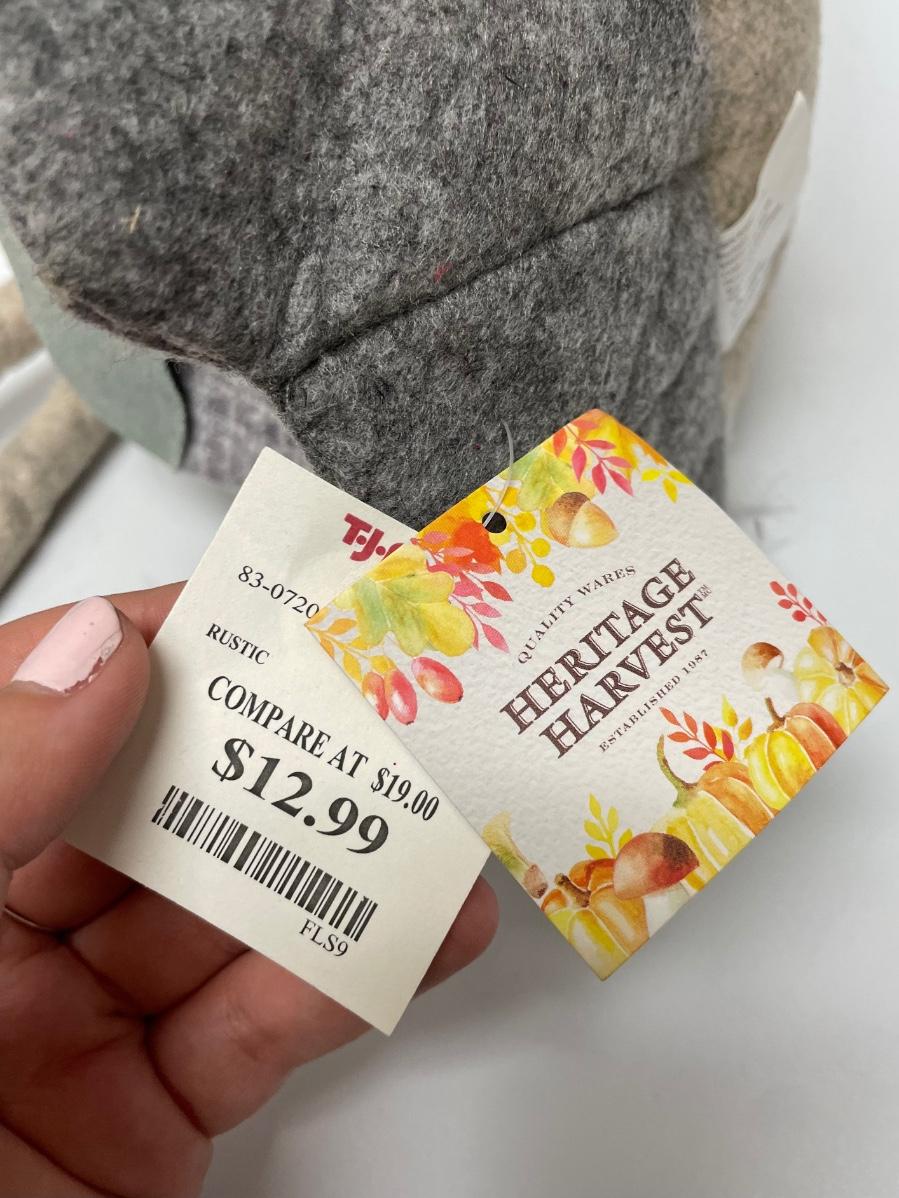 T·J·
83-0720
RUSTIC
COMPARE AT $19.00
$12.99
FLS9
QUALITY WARES
HERITAGE
HARVEST
ESTABLISHED 1987